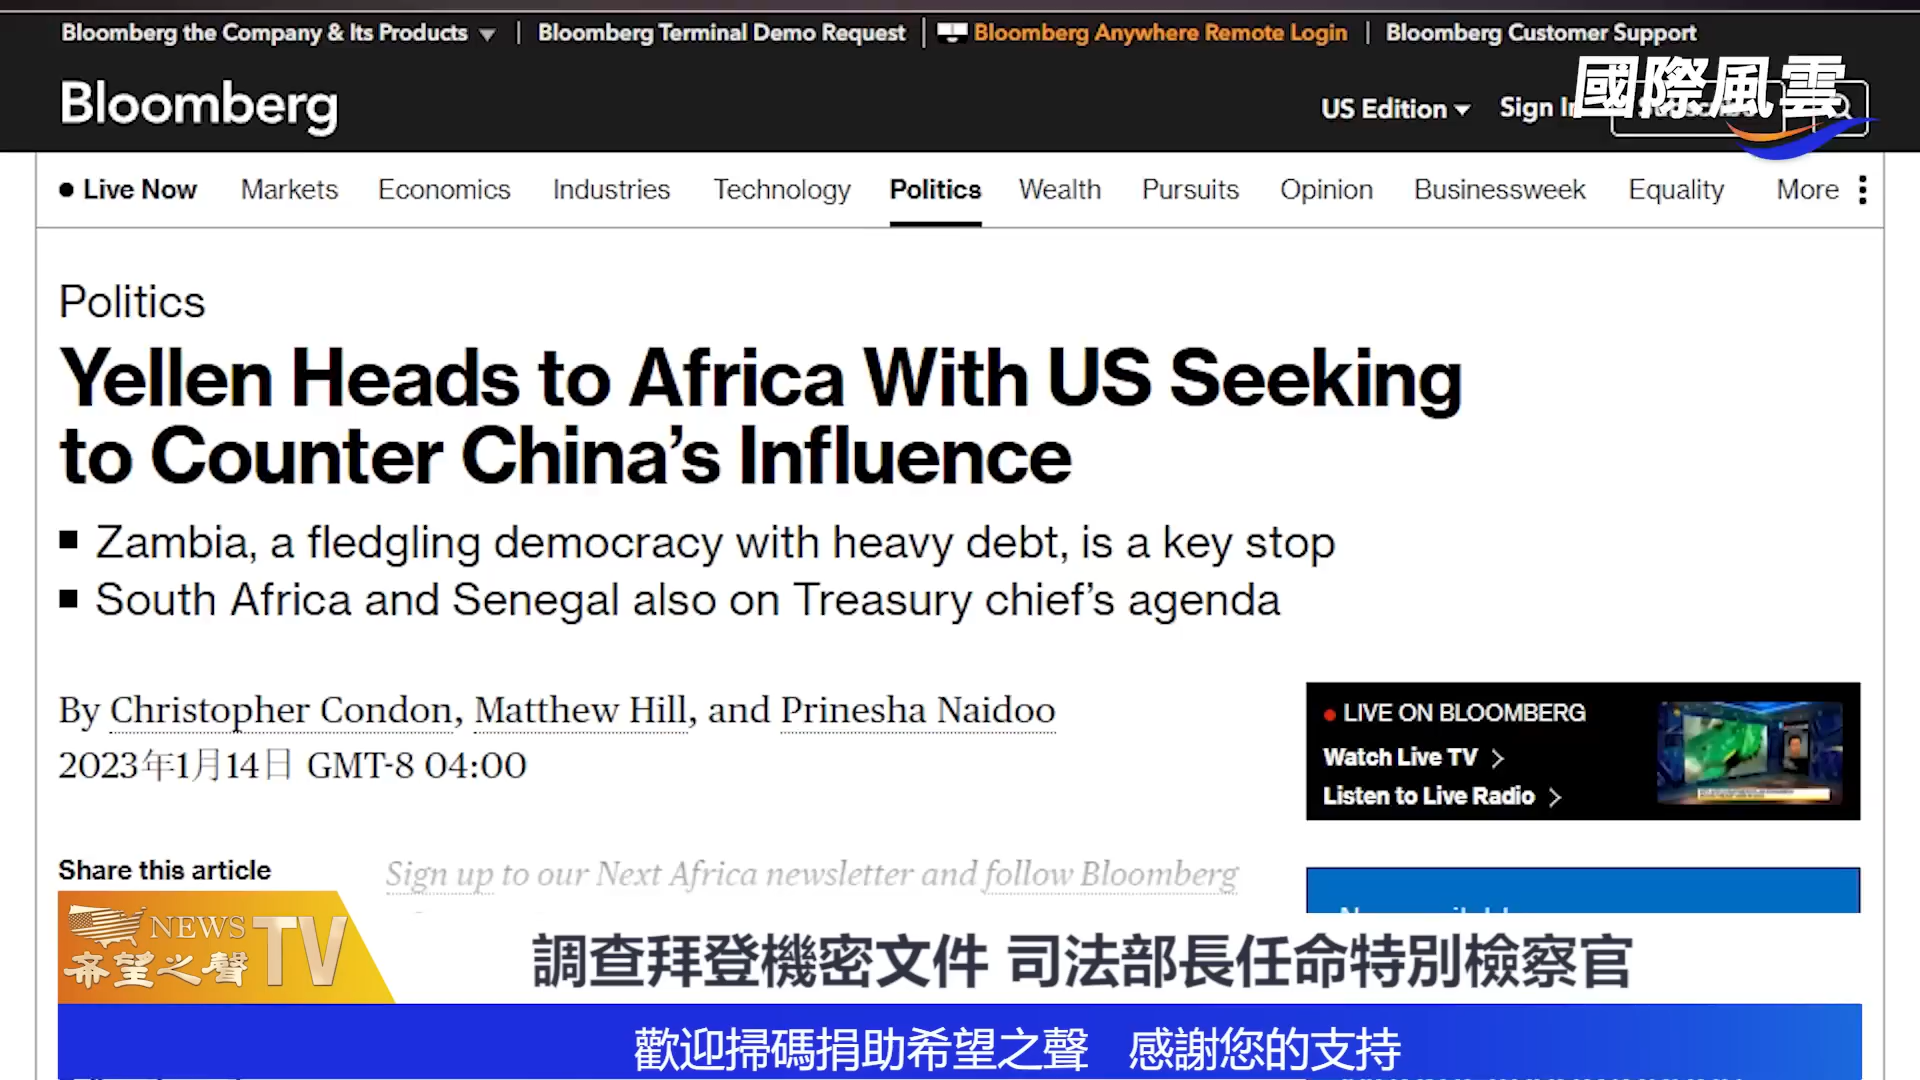 Bloomberg the Company & Its Products | Bloomberg Terminal Demo Request | Bloomberg Anywhere Remote Login | Bloomberg Customer Support
Bloomberg
US Edition
Sign In
國際風雲
Live Now Markets Economics Industries Technology Politics Wealth Pursuits Opinion Businessweek Equality More
Politics
Yellen Heads to Africa With US Seeking
to Counter China’s Influence
Zambia, a fledgling democracy with heavy debt, is a key stop
South Africa and Senegal also on Treasury chief’s agenda
By Christopher Condon, Matthew Hill, and Prinesha Naidoo
2023年1月14日 GMT-8 04:00
LIVE ON BLOOMBERG
Watch Live TV
Listen to Live Radio
Share this article
Sign up to our Next Africa newsletter and follow Bloomberg
NEWS
希望之聲
TV
調查拜登機密文件 司法部長任命特別檢察官
歡迎掃碼捐助希望之聲 感謝您的支持